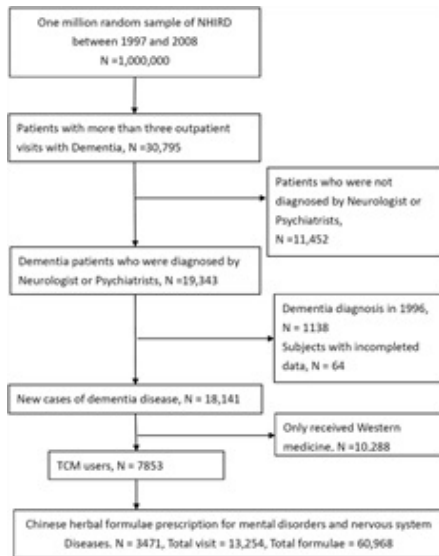 One million random sample of NHIRD
between 1997 and 2008
N =1,000,000
Patients with more than three outpatient
visits with Dementia, N =30,795
Patients who were not
diagnosed by Neurologist or
Psychiatrists,
N =11,452
Dementia patients who were diagnosed by
Neurologist or Psychiatrists, N =19,343
Dementia diagnosis in 1996,
N = 1138
Subjects with incompleted
data, N = 64
New cases of dementia disease, N = 18,141
Only received Western
medicine, N =10,288
TCM users, N = 7853
Chinese herbal formulae prescription for mental disorders and nervous system
Diseases. N = 3471, Total visit = 13,254, Total formulae = 60,968